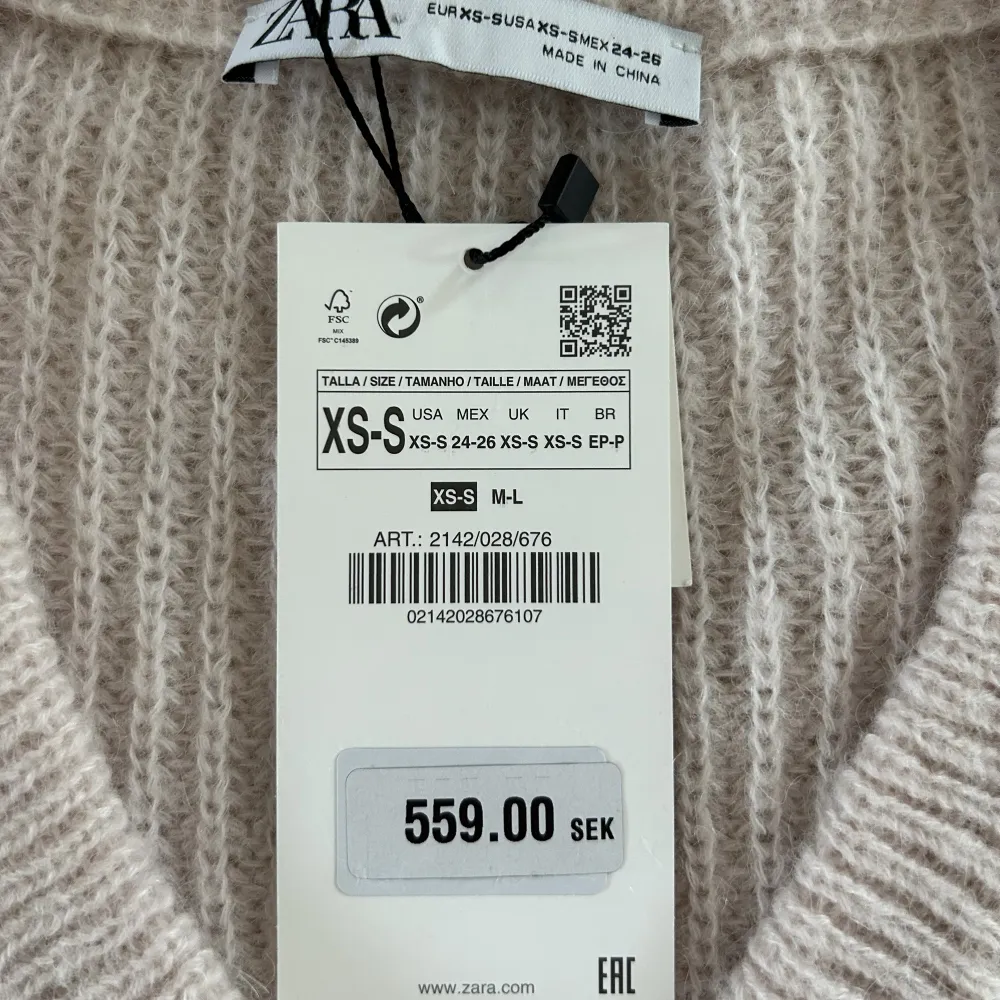 ZARA
EUR XS-S USA XS-S MEX 24-26
MADE IN CHINA
FSC
MIX
FSC™ C145389
®
TALLA / SIZE / TAMANHO / TAILLE / MAAT / ΜΕΓΕΘΟΣ
XS-S
USA MEX UK IT BR
XS-S 24-26 XS-S XS-S EP-P
XS-S M-L
ART.: 2142/028/676
02142028676107
559.00 SEK
www.zara.com
EAC